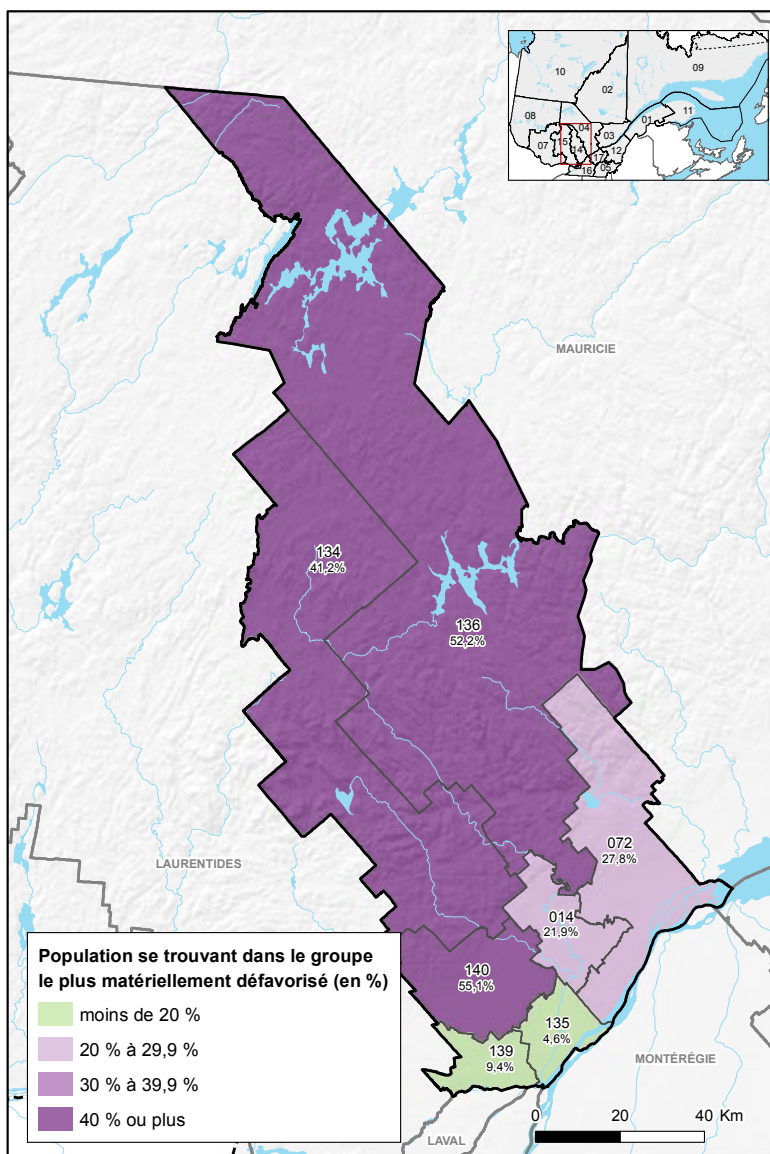 10
02
09
08
04
03
01
11
07
15
14
12
17
05
16
MAURICIE
134
41,2%
136
52,2%
072
27,8%
LAURENTIDES
014
21,9%
140
55,1%
135
4,6%
139
9,4%
MONTÉRÉGIE
LAVAL
Population se trouvant dans le groupe
le plus matériellement défavorisé (en %)
moins de 20 %
20 % à 29,9 %
30 % à 39,9 %
40 % ou plus
0 20 40 Km